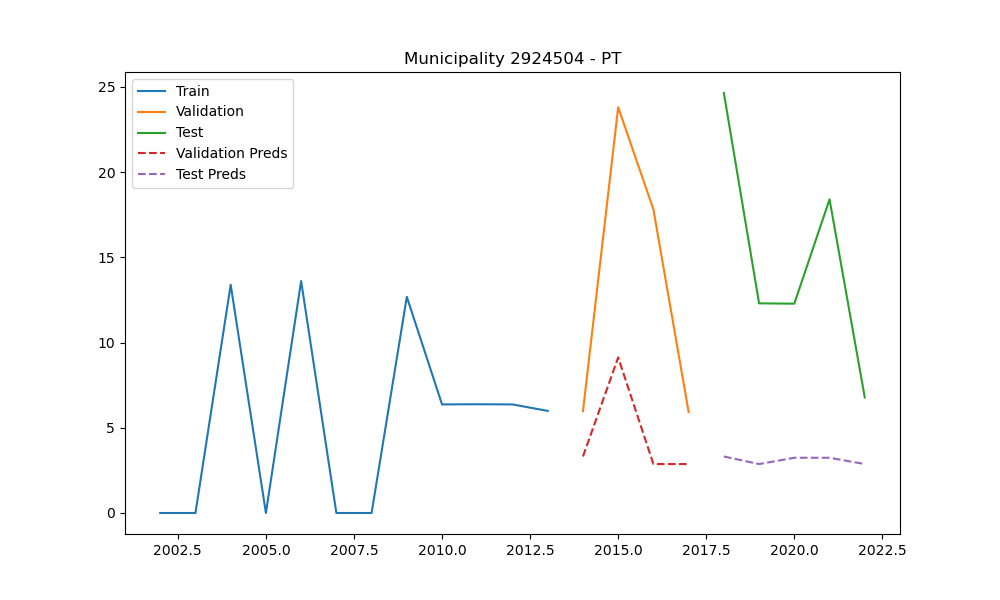 Municipality 2924504 - PT
Train
Validation
Test
Validation Preds
Test Preds
25
20
15
10
5
0
2002.5 2005.0 2007.5 2010.0 2012.5 2015.0 2017.5 2020.0 2022.5